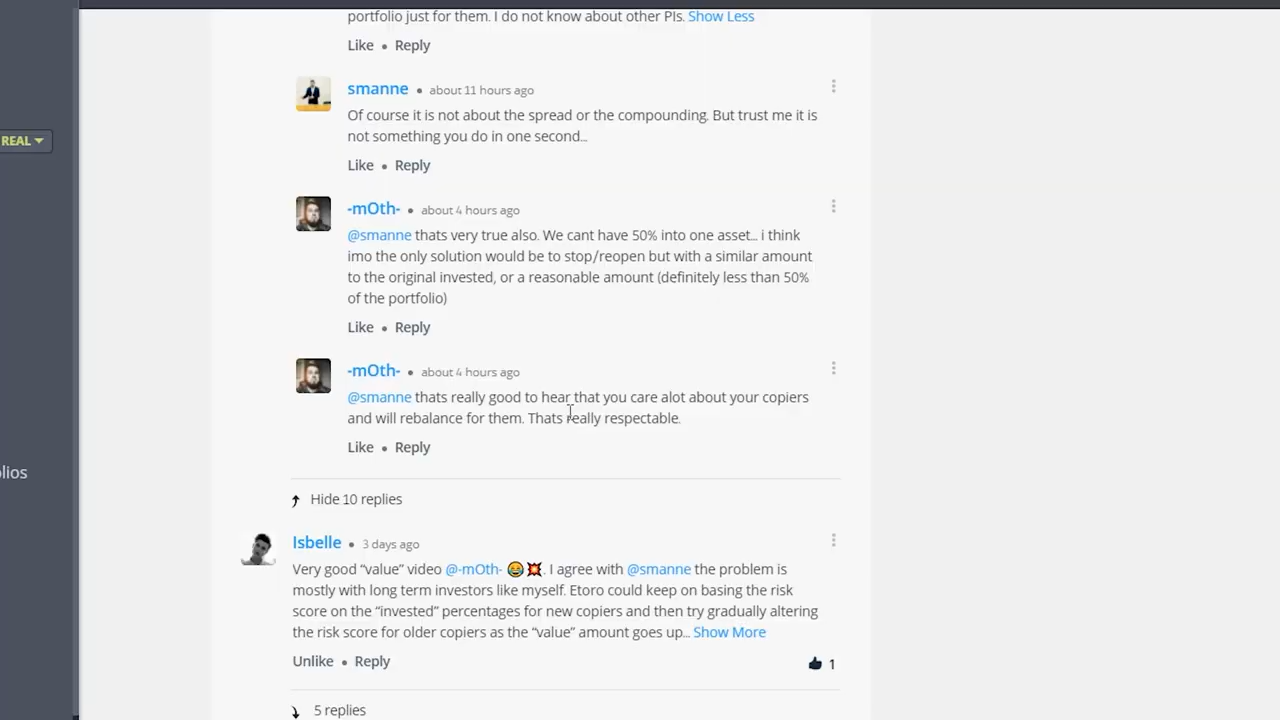 portfolio just for them. I do not know about other PIs. Show Less
Like • Reply
REAL
smanne • about 11 hours ago
Of course it is not about the spread or the compounding. But trust me it is
not something you do in one second...
Like • Reply
-mOth- • about 4 hours ago
@smanne thats very true also. We cant have 50% into one asset... i think
imo the only solution would be to stop/reopen but with a similar amount
to the original invested, or a reasonable amount (definitely less than 50%
of the portfolio)
Like • Reply
-mOth- • about 4 hours ago
@smanne thats really good to hear that you care alot about your copiers
and will rebalance for them. Thats really respectable.
Like • Reply
olios
Hide 10 replies
Isbelle • 3 days ago
Very good “value” video @-mOth- 😂💥. I agree with @smanne the problem is
mostly with long term investors like myself. Etoro could keep on basing the risk
score on the “invested” percentages for new copiers and then try gradually altering
the risk score for older copiers as the “value” amount goes up... Show More
Unlike • Reply
1
5 replies